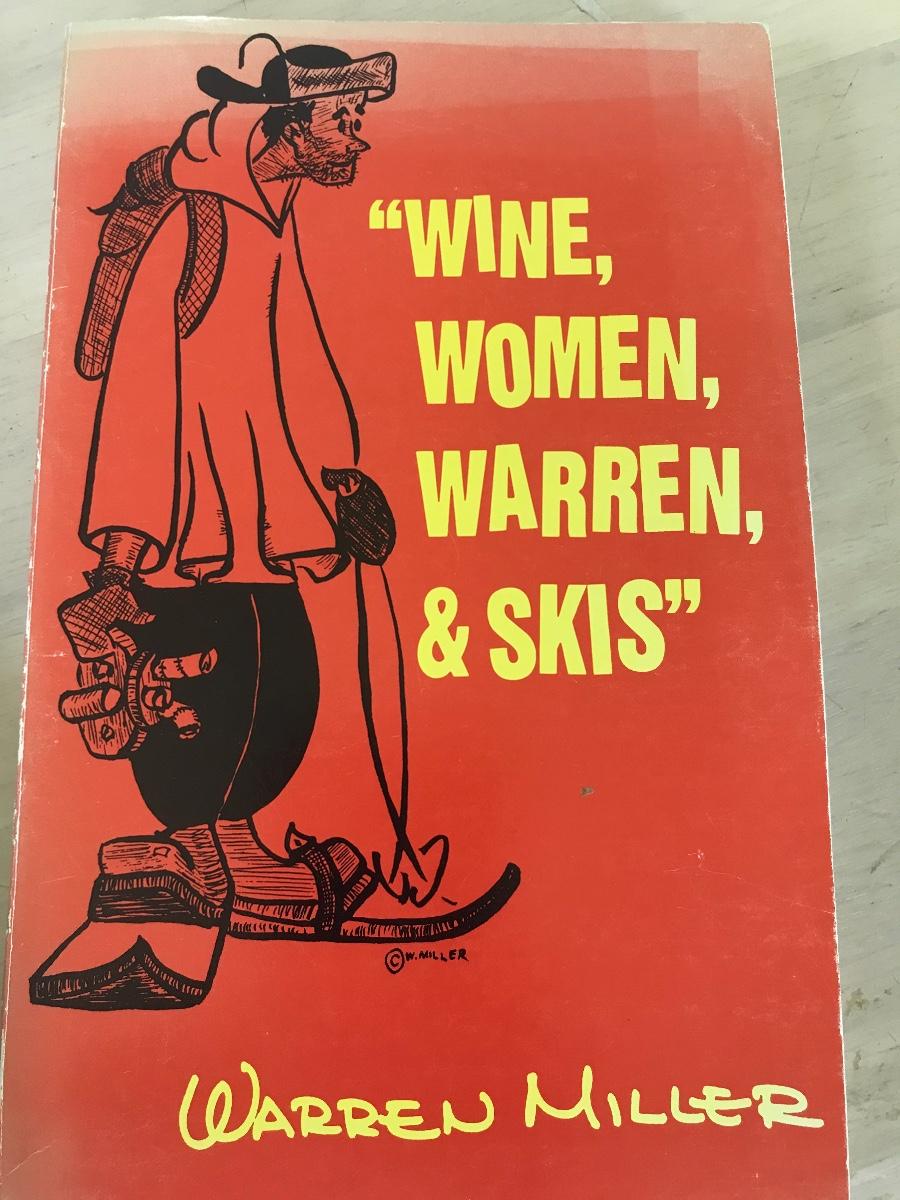 “WINE,
WOMEN,
WARREN,
& SKIS”
© W. MILLER
WARREN MILLER